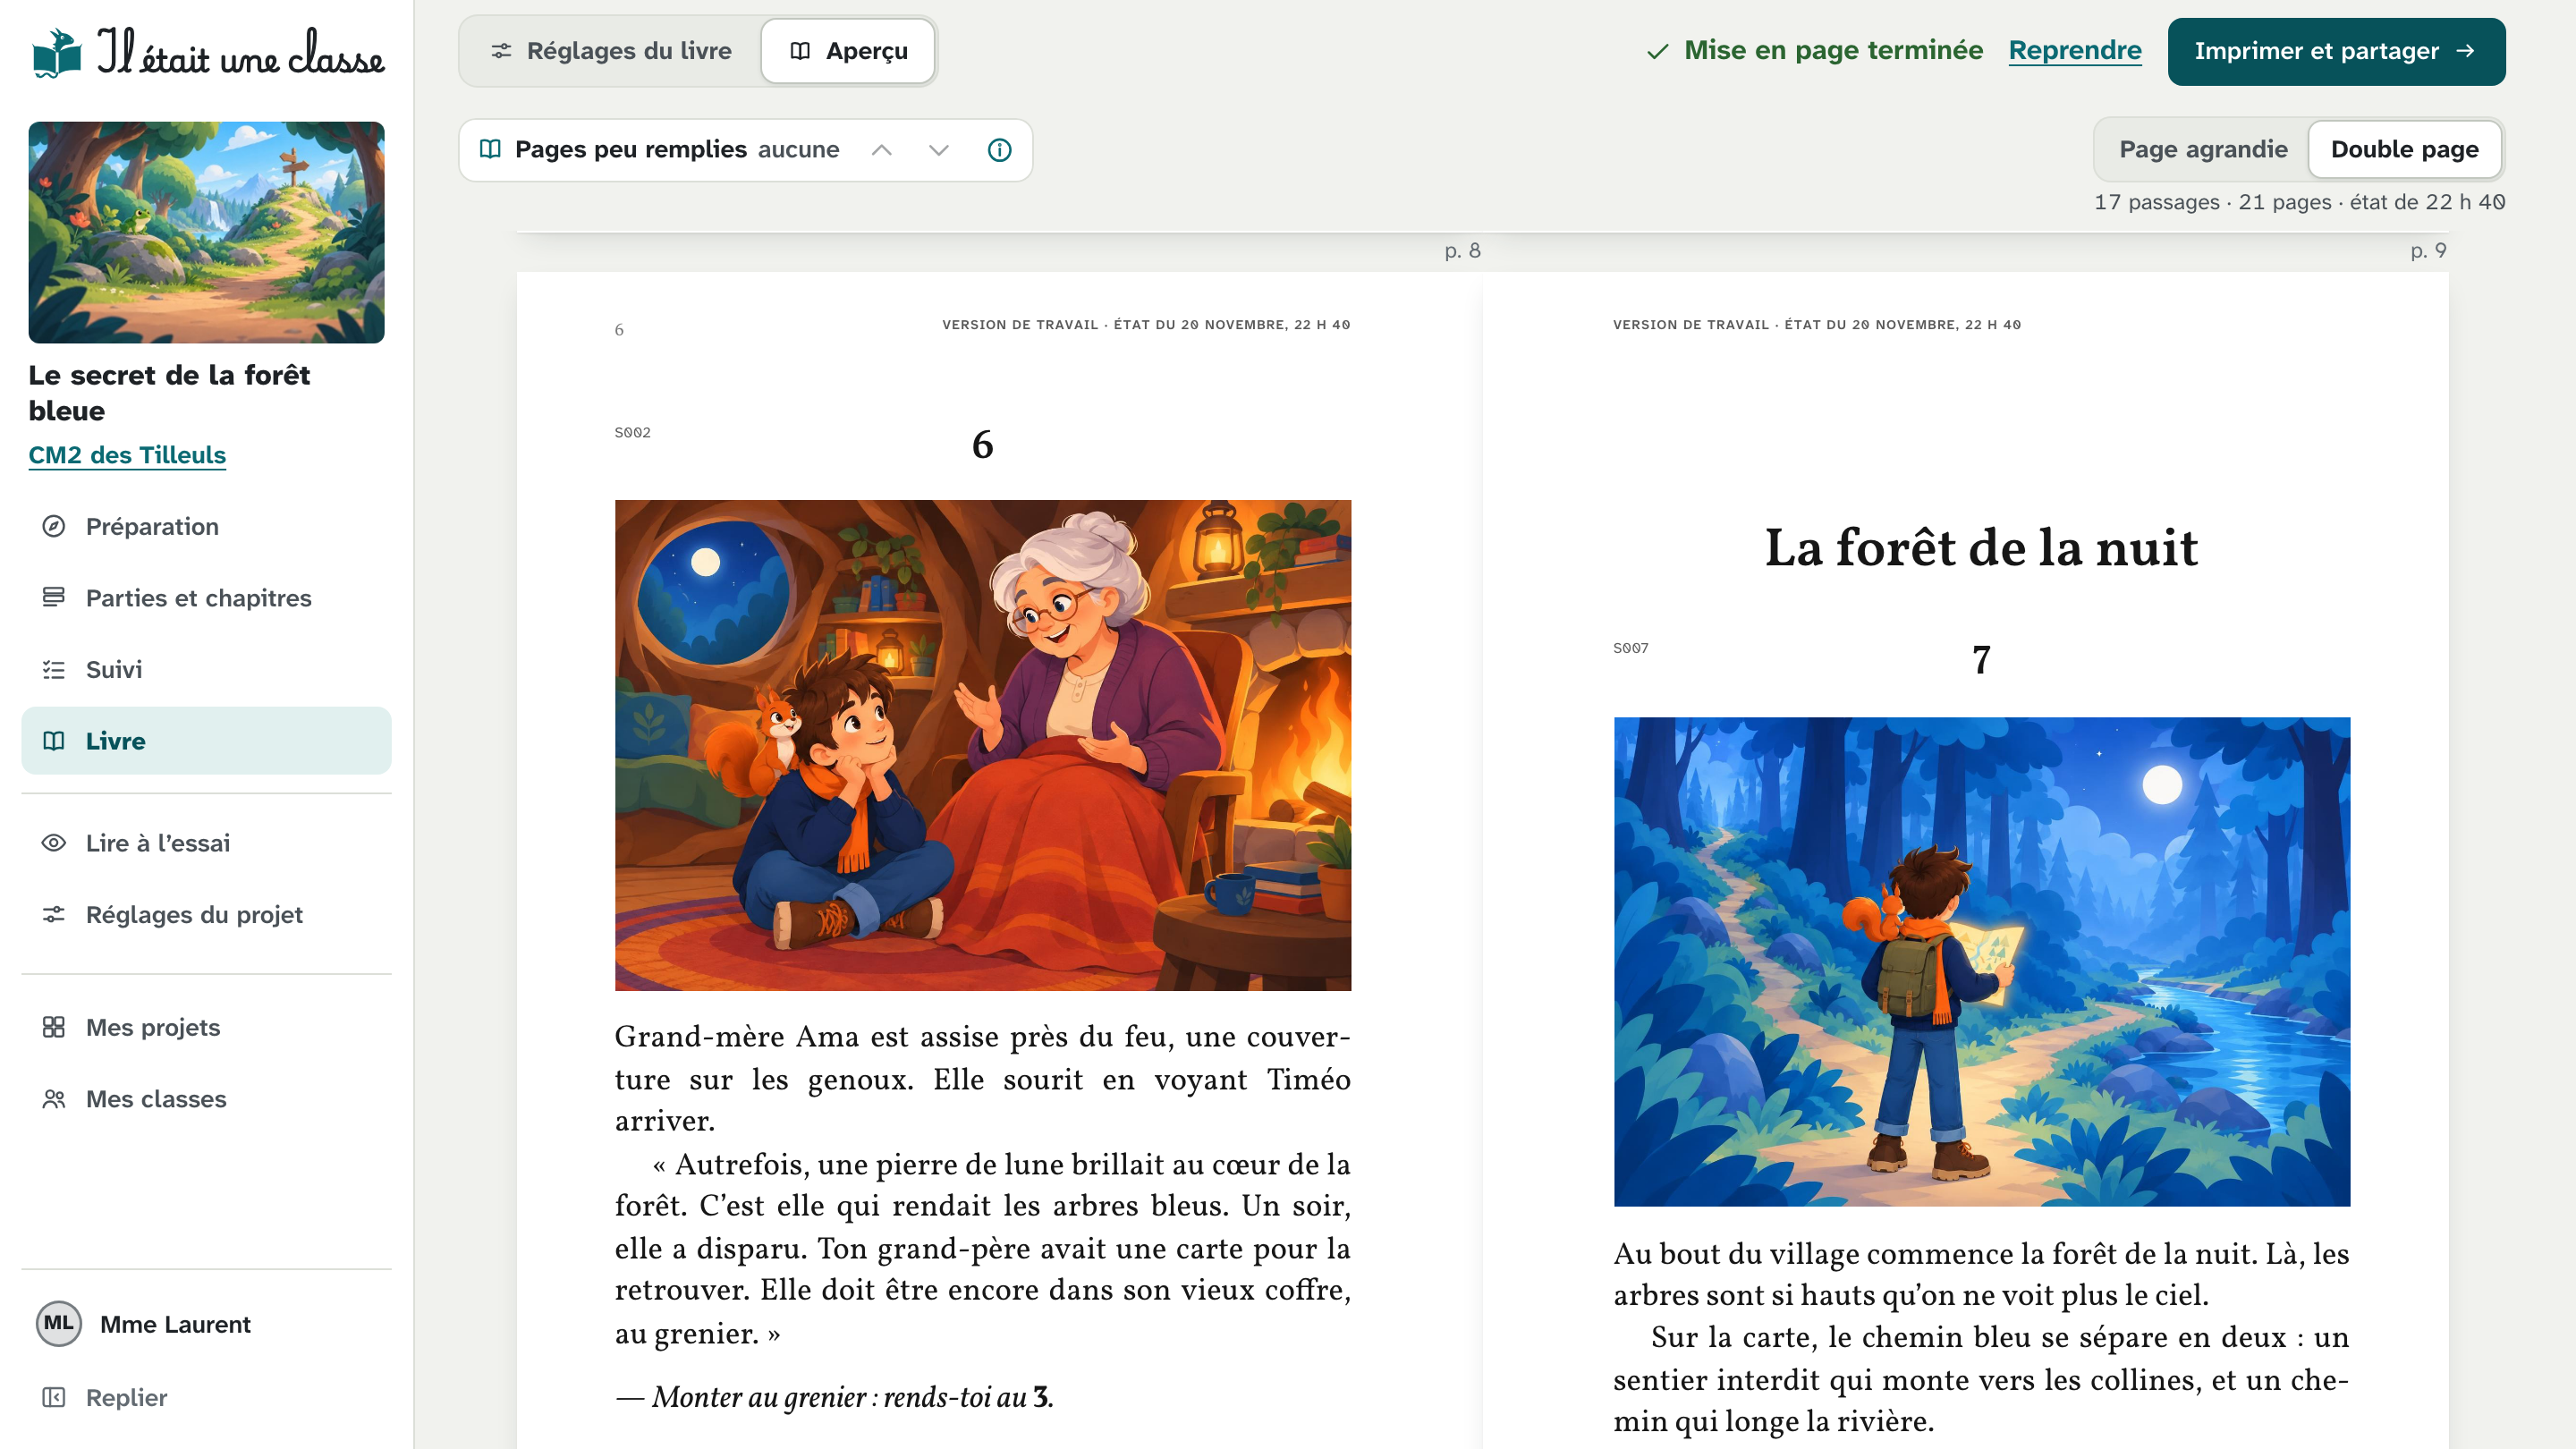 Il était une classe
Le secret de la forêt
bleue
CM2 des Tilleuls
Préparation
Parties et chapitres
Suivi
Livre
Lire à l’essai
Réglages du projet
Mes projets
Mes classes
ML Mme Laurent
Replier
Réglages du livre
Aperçu
Mise en page terminée
Reprendre
Imprimer et partager →
Pages peu remplies aucune
Page agrandie
Double page
17 passages · 21 pages · état de 22 h 40
p. 8
p. 9
6
VERSION DE TRAVAIL · ÉTAT DU 20 NOVEMBRE, 22 H 40
S002
6
Grand-mère Ama est assise près du feu, une couver-
ture sur les genoux. Elle sourit en voyant Timéo
arriver.
« Autrefois, une pierre de lune brillait au cœur de la
forêt. C’est elle qui rendait les arbres bleus. Un soir,
elle a disparu. Ton grand-père avait une carte pour la
retrouver. Elle doit être encore dans son vieux coffre,
au grenier. »
— Monter au grenier : rends-toi au 3.
VERSION DE TRAVAIL · ÉTAT DU 20 NOVEMBRE, 22 H 40
La forêt de la nuit
S007
7
Au bout du village commence la forêt de la nuit. Là, les
arbres sont si hauts qu’on ne voit plus le ciel.
Sur la carte, le chemin bleu se sépare en deux : un
sentier interdit qui monte vers les collines, et un che-
min qui longe la rivière.